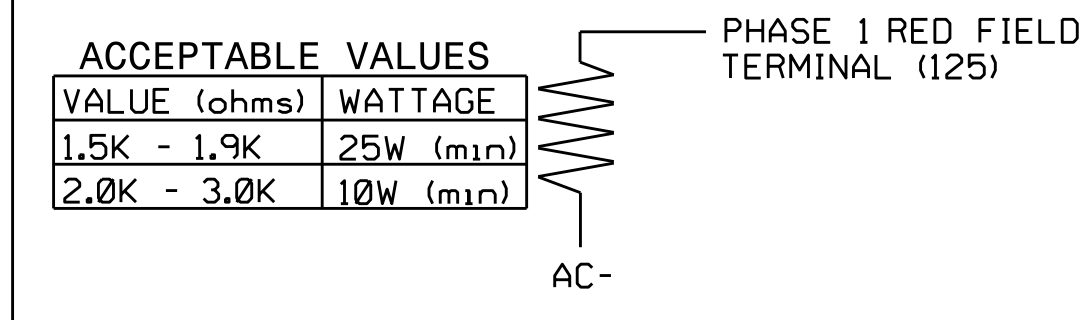 ACCEPTABLE VALUES
VALUE (ohms) WATTAGE
1.5K - 1.9K 25W (min)
2.0K - 3.0K 10W (min)
PHASE 1 RED FIELD
TERMINAL (125)
AC-